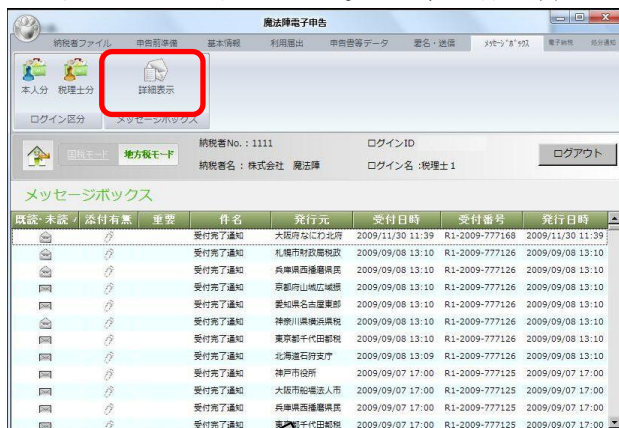 魔法陣電子申告
納税者ファイル 申告前準備 基本情報 利用届出 申告書等データ 署名・送信 メッセージボックス 電子納税 処分通知
本人分 税理士分 詳細表示
ログイン区分 メッセージボックス
国税モード 地方税モード
納税者No. : 1111 ログインID
納税者名 : 株式会社 魔法陣 ログイン名 :税理士1
ログアウト
メッセージボックス
既読・未読 添付有無 重要 件名 発行元 受付日時 受付番号 発行日時
受付完了通知 大阪府なにわ北府 2009/11/30 11:39 R1-2009-777168 2009/11/30 11:39
受付完了通知 札幌市財政局税政 2009/09/08 13:10 R1-2009-777126 2009/09/08 13:10
受付完了通知 兵庫県西播磨県民 2009/09/08 13:10 R1-2009-777126 2009/09/08 13:10
受付完了通知 京都府山城広域振 2009/09/08 13:10 R1-2009-777126 2009/09/08 13:10
受付完了通知 愛知県名古屋東部 2009/09/08 13:10 R1-2009-777126 2009/09/08 13:10
受付完了通知 神奈川県横浜県税 2009/09/08 13:10 R1-2009-777126 2009/09/08 13:10
受付完了通知 東京都千代田都税 2009/09/08 13:10 R1-2009-777126 2009/09/08 13:10
受付完了通知 北海道石狩支庁 2009/09/08 13:09 R1-2009-777126 2009/09/08 13:10
受付完了通知 神戸市役所 2009/09/07 17:00 R1-2009-777125 2009/09/07 17:00
受付完了通知 大阪市船場法人市 2009/09/07 17:00 R1-2009-777125 2009/09/07 17:00
受付完了通知 兵庫県西播磨県民 2009/09/07 17:00 R1-2009-777125 2009/09/07 17:00
受付完了通知 東京都千代田都税 2009/09/07 17:00 R1-2009-777125 2009/09/07 17:00